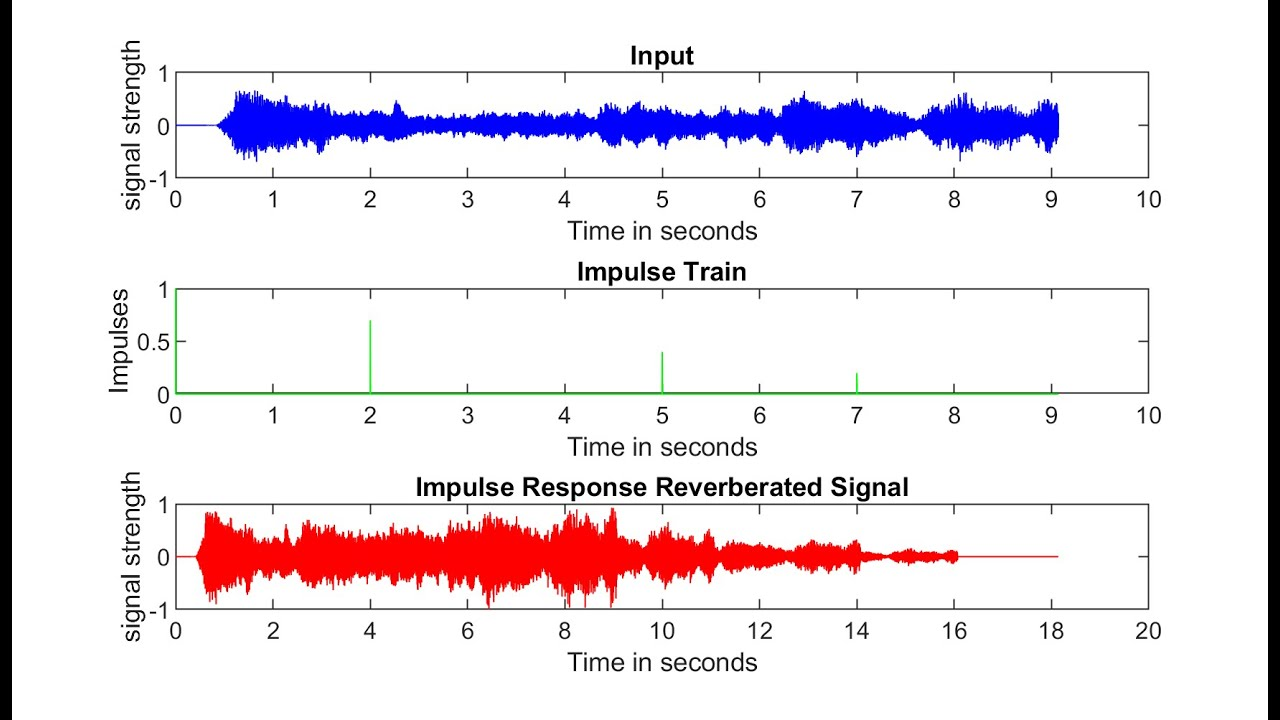 Input
signal strength
1
0
-1
0 1 2 3 4 5 6 7 8 9 10
Time in seconds
Impulse Train
Impulses
1
0.5
0
0 1 2 3 4 5 6 7 8 9 10
Time in seconds
Impulse Response Reverberated Signal
signal strength
1
0
-1
0 2 4 6 8 10 12 14 16 18 20
Time in seconds